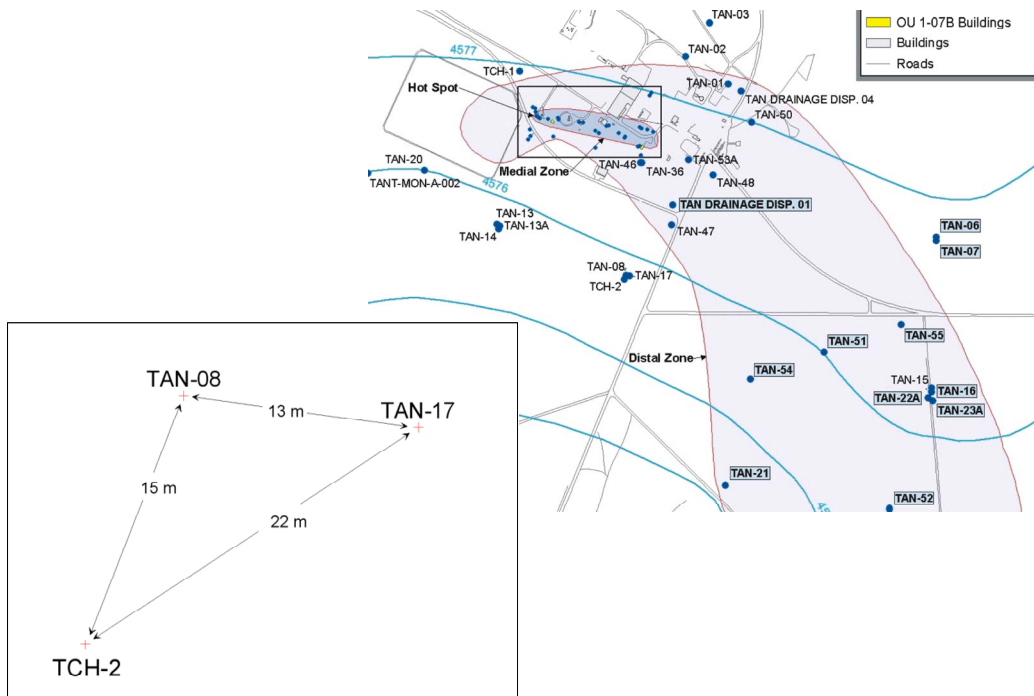 TAN-03
OU 1-07B Buildings
Buildings
Roads
4577
TAN-02
TCH-1
Hot Spot
TAN-01
TAN DRAINAGE DISP. 04
TAN-50
TAN-20
TANT-MON-A-002
4576
Medial Zone
TAN-46
TAN-36
TAN-53A
TAN-48
TAN-13
TAN-13A
TAN-14
TAN DRAINAGE DISP. 01
TAN-47
TAN-06
TAN-07
TAN-08
TAN-17
TCH-2
TAN-55
TAN-51
Distal Zone
TAN-54
TAN-15
TAN-16
TAN-22A
TAN-23A
TAN-21
TAN-52
TAN-08
13 m
TAN-17
15 m
22 m
TCH-2